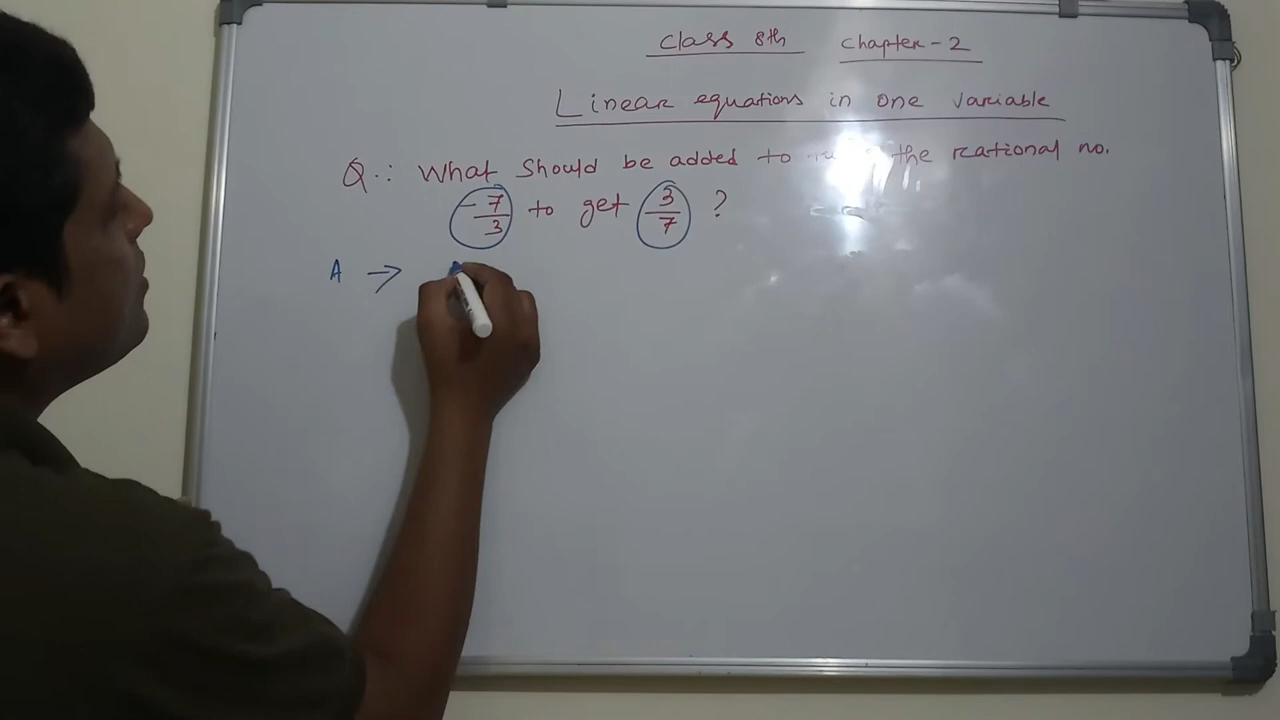 Class 8th Chapter-2
Linear equations in one variable
Q.: What should be added to the rational no.
-7/3 to get 3/7 ?
A →